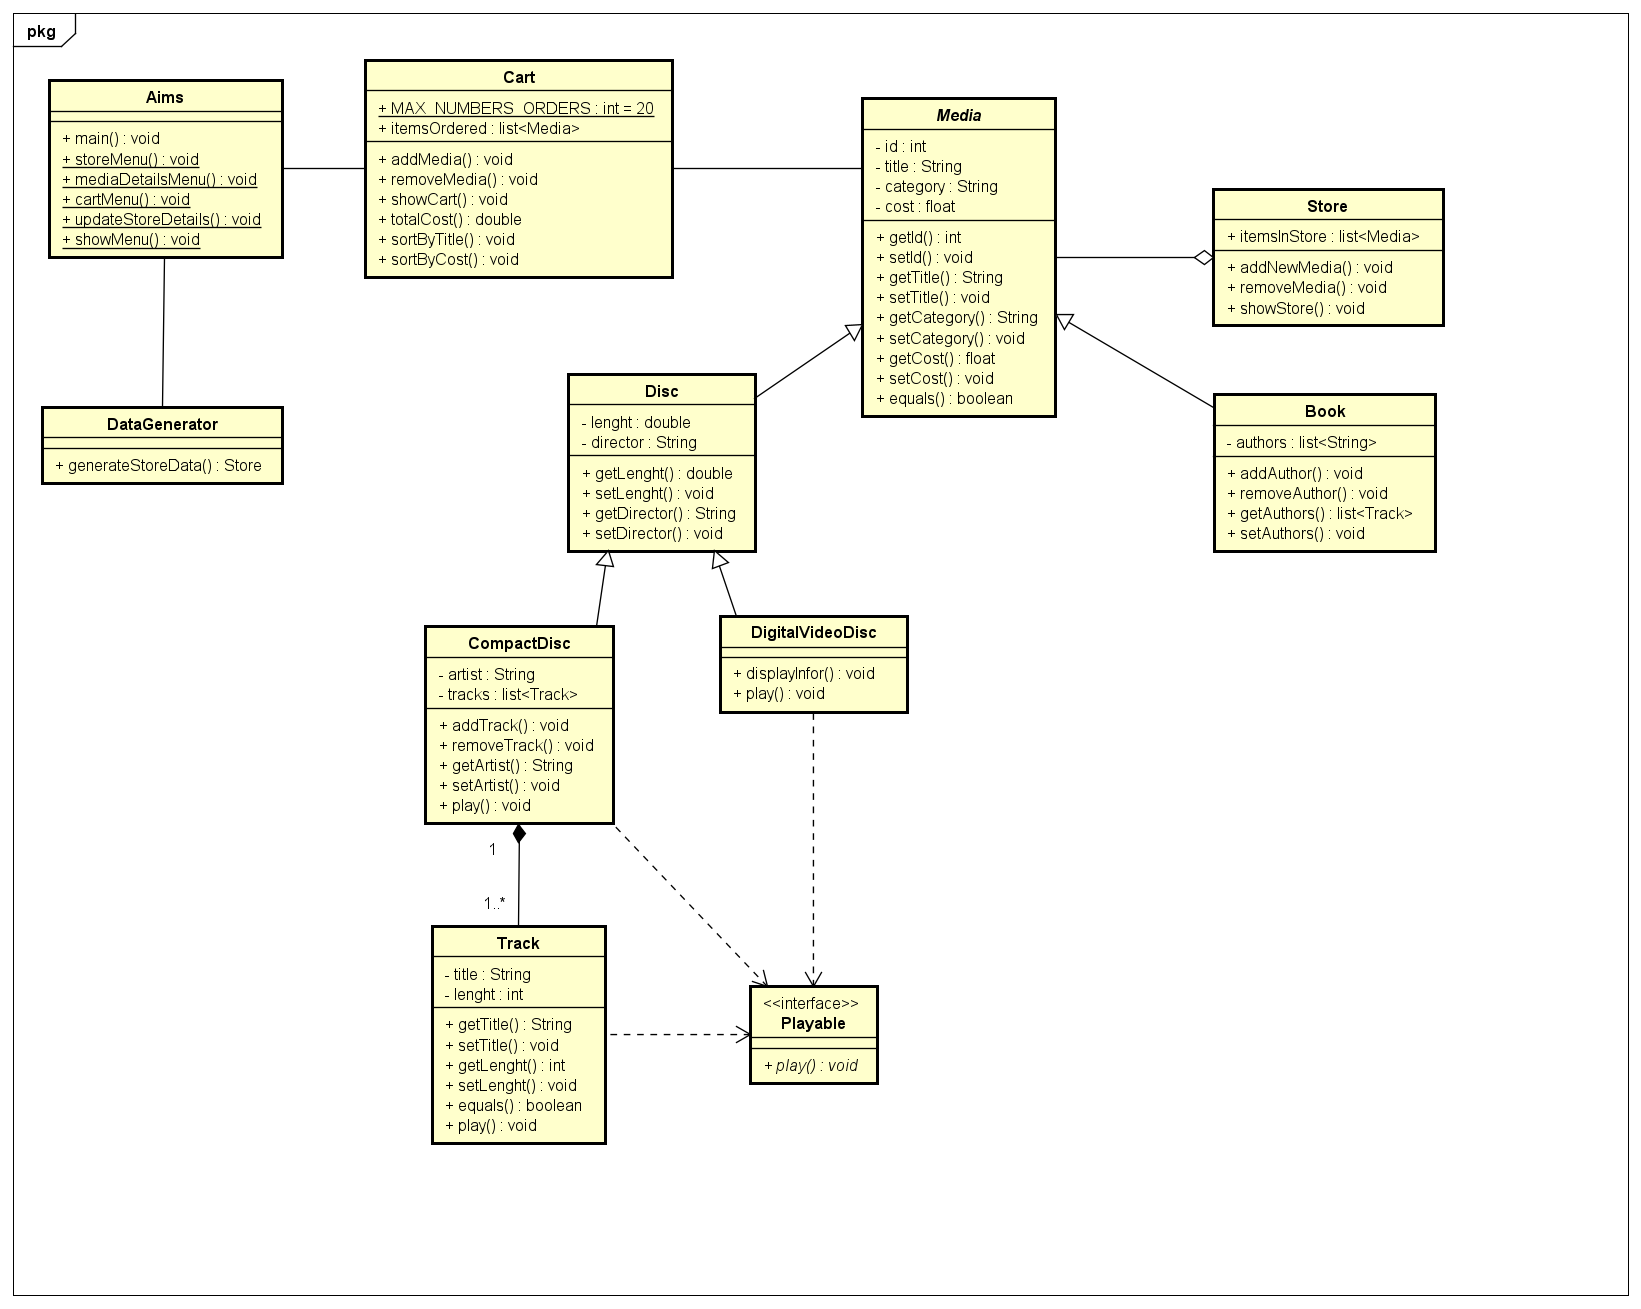 pkg
Aims
+ main() : void
+ storeMenu() : void
+ mediaDetailsMenu() : void
+ cartMenu() : void
+ updateStoreDetails() : void
+ showMenu() : void
Cart
+ MAX_NUMBERS_ORDERS : int = 20
+ itemsOrdered : list<Media>
+ addMedia() : void
+ removeMedia() : void
+ showCart() : void
+ totalCost() : double
+ sortByTitle() : void
+ sortByCost() : void
Media
- id : int
- title : String
- category : String
- cost : float
+ getId() : int
+ setId() : void
+ getTitle() : String
+ setTitle() : void
+ getCategory() : String
+ setCategory() : void
+ getCost() : float
+ setCost() : void
+ equals() : boolean
Store
+ itemsInStore : list<Media>
+ addNewMedia() : void
+ removeMedia() : void
+ showStore() : void
DataGenerator
+ generateStoreData() : Store
Disc
- lenght : double
- director : String
+ getLenght() : double
+ setLenght() : void
+ getDirector() : String
+ setDirector() : void
Book
- authors : list<String>
+ addAuthor() : void
+ removeAuthor() : void
+ getAuthors() : list<Track>
+ setAuthors() : void
CompactDisc
- artist : String
- tracks : list<Track>
+ addTrack() : void
+ removeTrack() : void
+ getArtist() : String
+ setArtist() : void
+ play() : void
DigitalVideoDisc
+ displayInfor() : void
+ play() : void
1
1..*
Track
- title : String
- lenght : int
+ getTitle() : String
+ setTitle() : void
+ getLenght() : int
+ setLenght() : void
+ equals() : boolean
+ play() : void
<<interface>>
Playable
+ play() : void